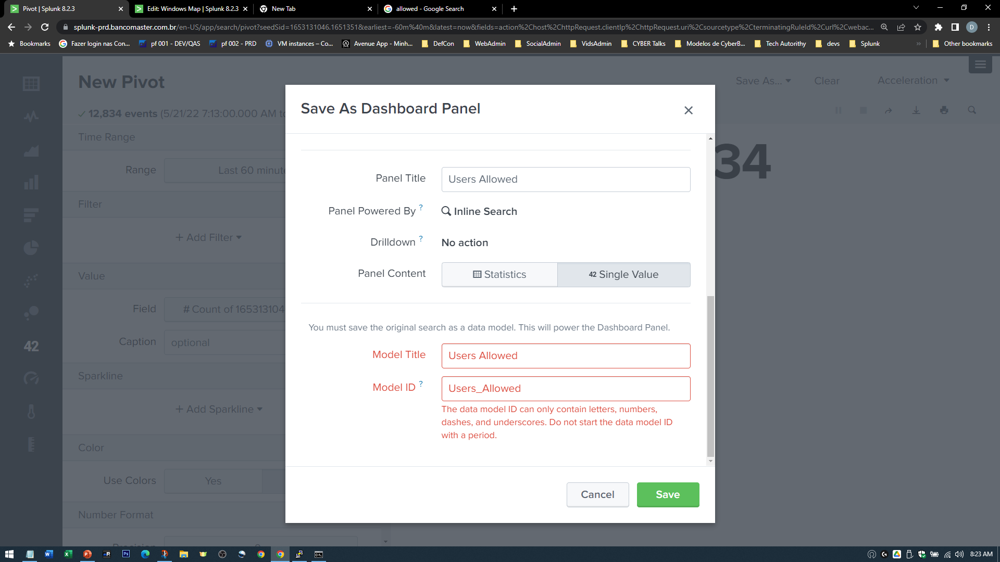 Pivot | Splunk 8.2.3
Edit: Windows Map | Splunk 8.2.3
New Tab
allowed - Google Search
splunk-prd.bancomaster.com.br/en-US/app/search/pivot?seedSid=1653131046.1651351&earliest=-60m%40m&latest=now&fields=action%2Chost%2ChttpRequest.clientIp%2ChttpRequest.uri%2Csourcetype%2CterminatingRuleId%2Curl%2Cwebac...
D
Bookmarks
Fazer login nas Con...
pf 001 - DEV/QAS
pf 002 - PRD
VM instances – Co...
Avenue App - Minh...
DefCon
WebAdmin
SocialAdmin
VidsAdmin
CYBER Talks
Modelos de CyberB...
Tech Autorithy
devs
Splunk
»
Other bookmarks
New Pivot
Save As...
Clear
Acceleration
12,834 events (5/21/22 7:13:00.000 AM to
Time Range
Range
Last 60 minute
Filter
+ Add Filter
Value
Field
# Count of 165313104
Caption
optional
42
Sparkline
+ Add Sparkline
Color
Use Colors
Yes
Number Format
Precision
34
Save As Dashboard Panel
Panel Title
Users Allowed
Panel Powered By ?
Inline Search
Drilldown ?
No action
Panel Content
Statistics
42 Single Value
You must save the original search as a data model. This will power the Dashboard Panel.
Model Title
Users Allowed
Model ID ?
Users_Allowed
The data model ID can only contain letters, numbers,
dashes, and underscores. Do not start the data model ID
with a period.
Cancel
Save
8:23 AM